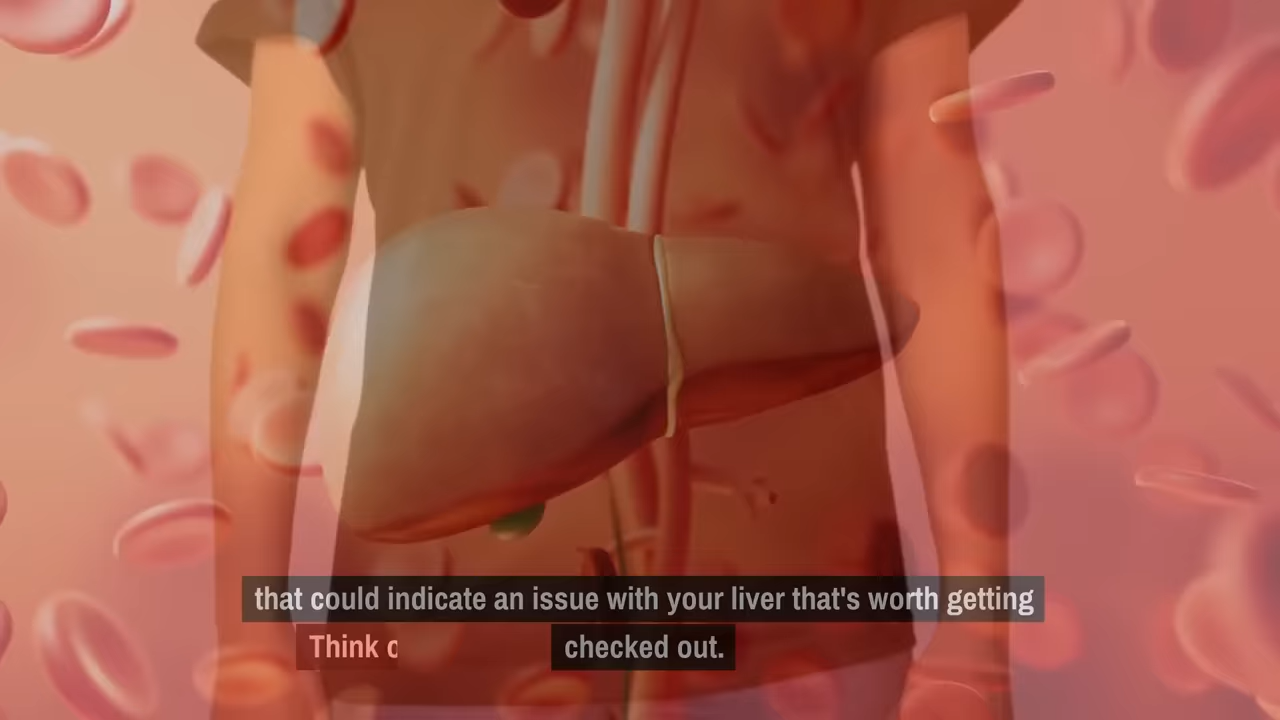 that could indicate an issue with your liver that's worth getting
Think
checked out.